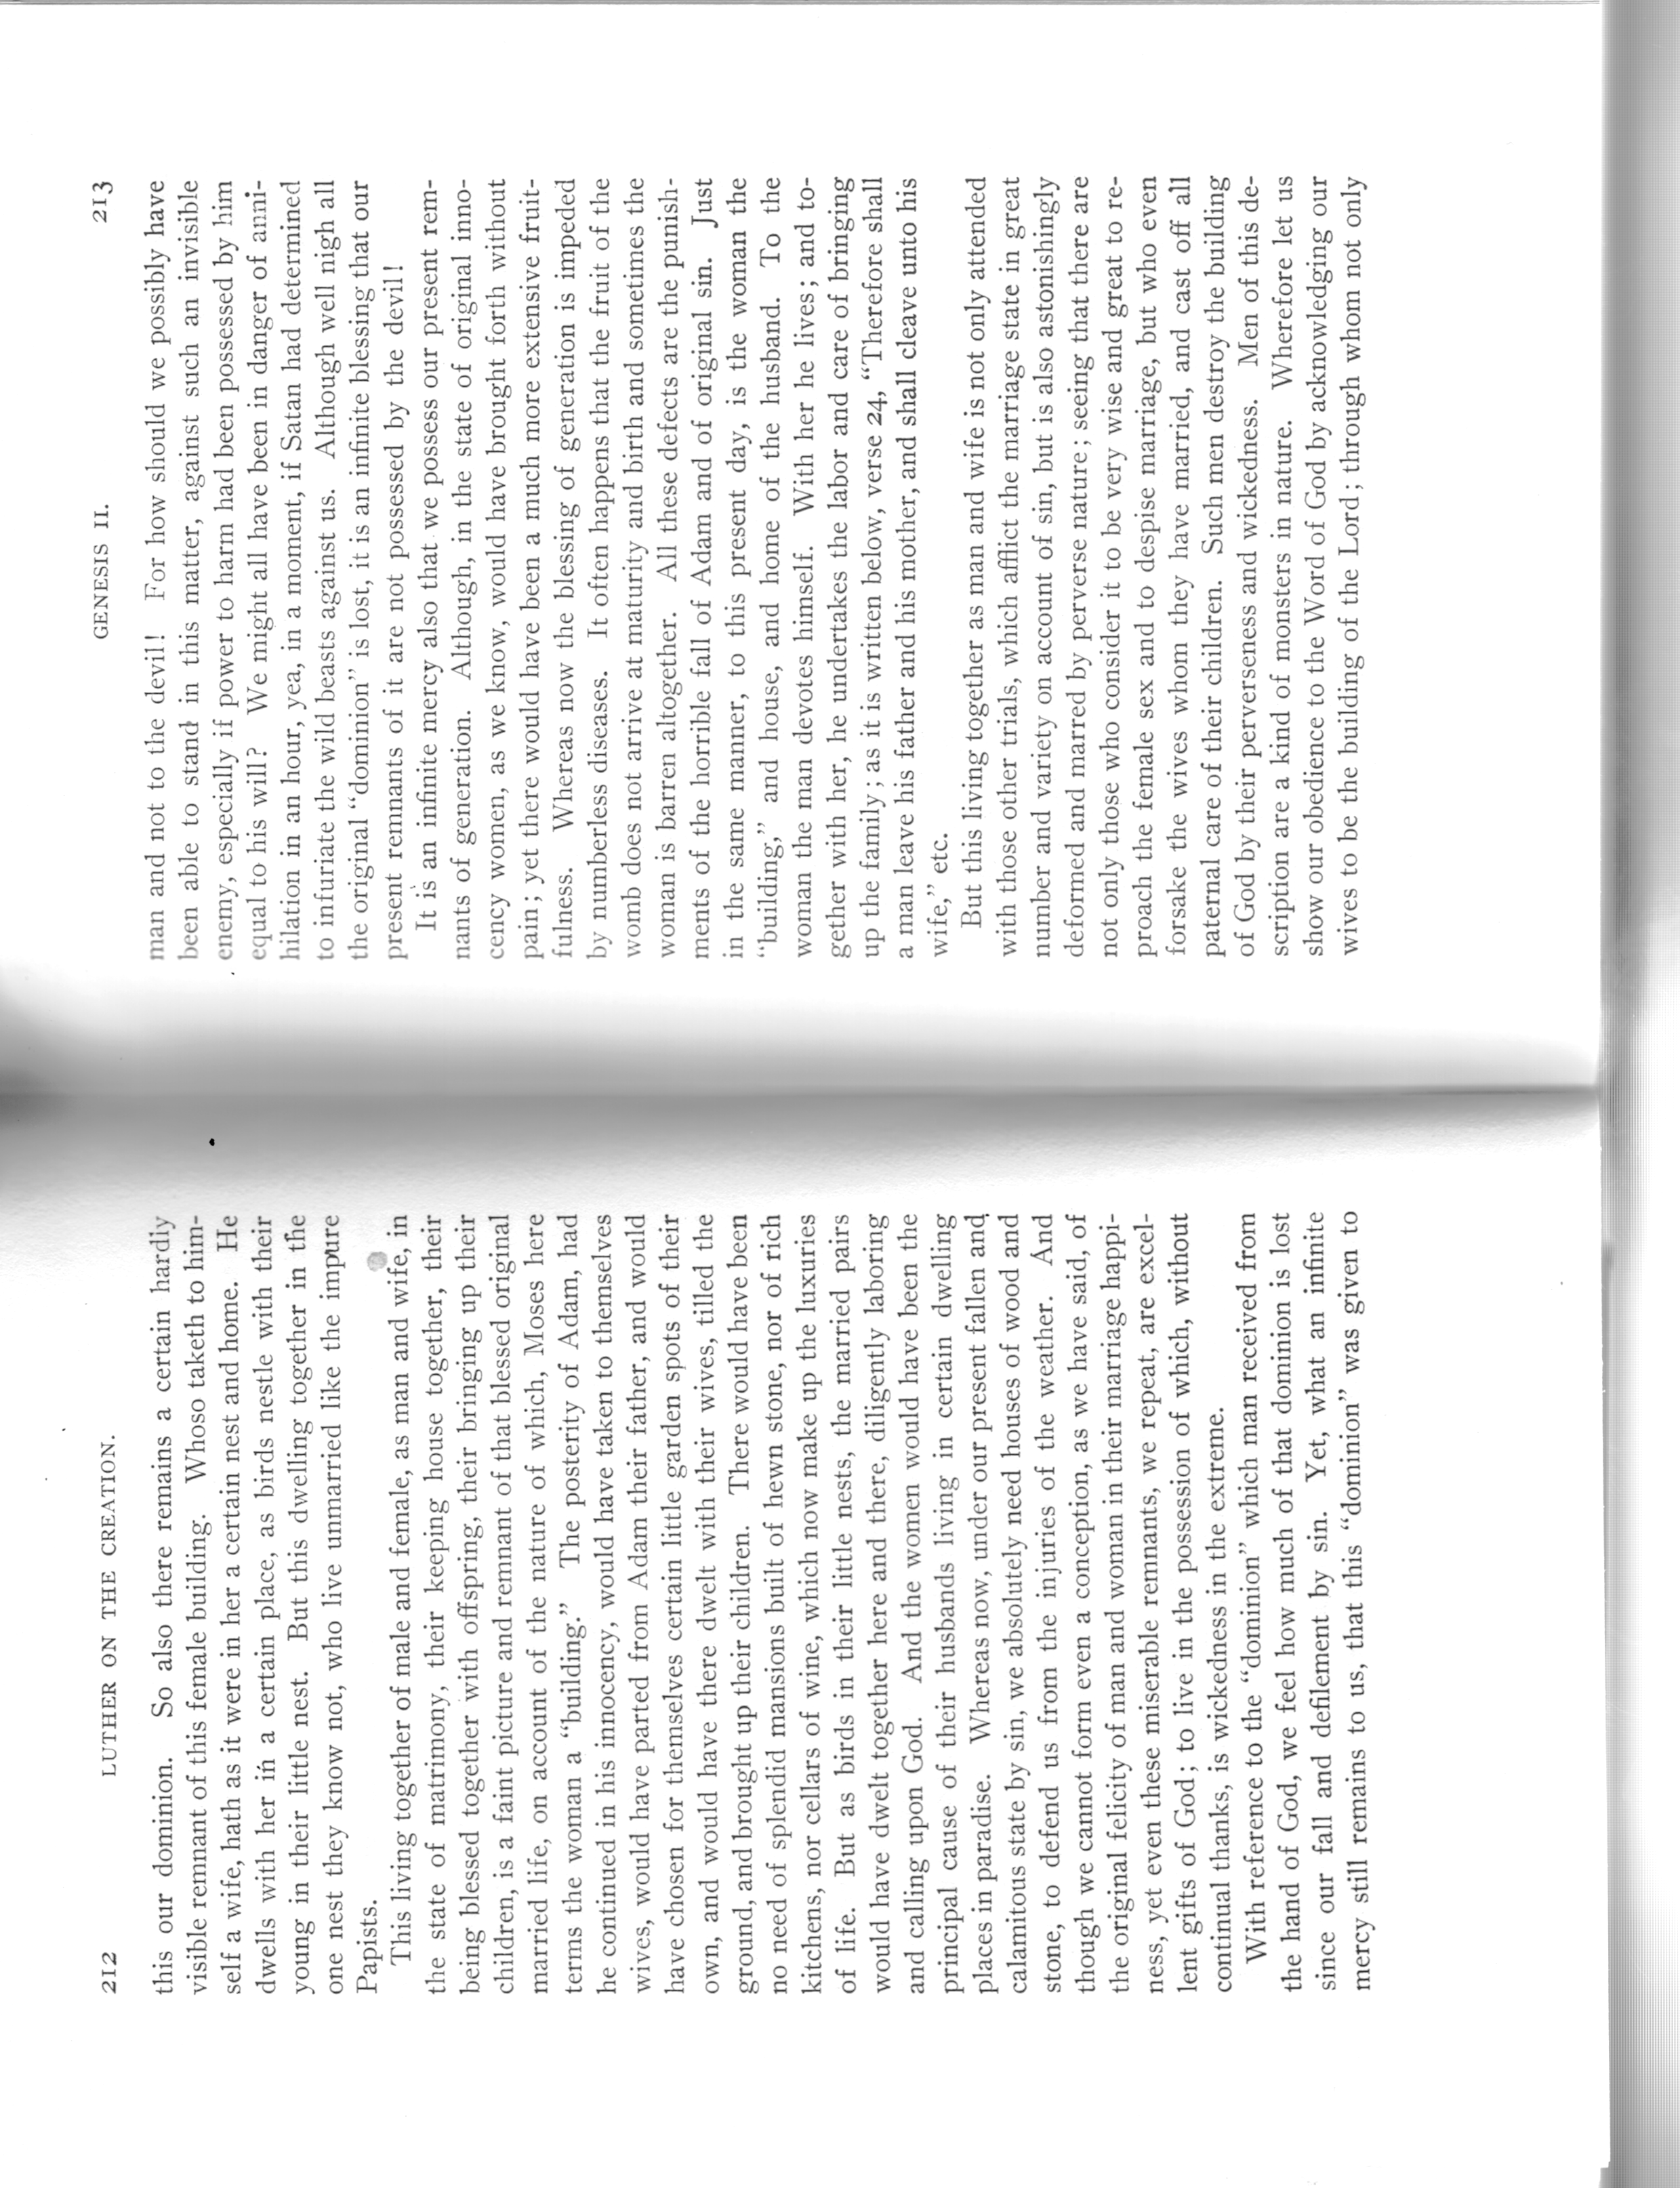 212 LUTHER ON THE CREATION.
this our dominion. So also there remains a certain hardly
visible remnant of this female building. Whoso taketh to him-
self a wife, hath as it were in her a certain nest and home. He
dwells with her in a certain place, as birds nestle with their
young in their little nest. But this dwelling together in the
one nest they know not, who live unmarried like the impure
Papists.
This living together of male and female, as man and wife, in
the state of matrimony, their keeping house together, their
being blessed together with offspring, their bringing up their
children, is a faint picture and remnant of that blessed original
married life, on account of the nature of which, Moses here
terms the woman a “building.” The posterity of Adam, had
he continued in his innocency, would have taken to themselves
wives, would have parted from Adam their father, and would
have chosen for themselves certain little garden spots of their
own, and would have there dwelt with their wives, tilled the
ground, and brought up their children. There would have been
no need of splendid mansions built of hewn stone, nor of rich
kitchens, nor cellars of wine, which now make up the luxuries
of life. But as birds in their little nests, the married pairs
would have dwelt together here and there, diligently laboring
and calling upon God. And the women would have been the
principal cause of their husbands living in certain dwelling
places in paradise. Whereas now, under our present fallen and
calamitous state by sin, we absolutely need houses of wood and
stone, to defend us from the injuries of the weather. And
though we cannot form even a conception, as we have said, of
the original felicity of man and woman in their marriage happi-
ness, yet even these miserable remnants, we repeat, are excel-
lent gifts of God; to live in the possession of which, without
continual thanks, is wickedness in the extreme.
With reference to the “dominion” which man received from
the hand of God, we feel how much of that dominion is lost
since our fall and defilement by sin. Yet, what an infinite
mercy still remains to us, that this “dominion” was given to
GENESIS II. 213
man and not to the devil! For how should we possibly have
been able to stand in this matter, against such an invisible
enemy, especially if power to harm had been possessed by him
equal to his will? We might all have been in danger of anni-
hilation in an hour, yea, in a moment, if Satan had determined
to infuriate the wild beasts against us. Although well nigh all
the original “dominion” is lost, it is an infinite blessing that our
present remnants of it are not possessed by the devil!
It is an infinite mercy also that we possess our present rem-
nants of generation. Although, in the state of original inno-
cency women, as we know, would have brought forth without
pain; yet there would have been a much more extensive fruit-
fulness. Whereas now the blessing of generation is impeded
by numberless diseases. It often happens that the fruit of the
womb does not arrive at maturity and birth and sometimes the
woman is barren altogether. All these defects are the punish-
ments of the horrible fall of Adam and of original sin. Just
in the same manner, to this present day, is the woman the
“building,” and house, and home of the husband. To the
woman the man devotes himself. With her he lives; and to-
gether with her, he undertakes the labor and care of bringing
up the family; as it is written below, verse 24, “Therefore shall
a man leave his father and his mother, and shall cleave unto his
wife,” etc.
But this living together as man and wife is not only attended
with those other trials, which afflict the marriage state in great
number and variety on account of sin, but is also astonishingly
deformed and marred by perverse nature; seeing that there are
not only those who consider it to be very wise and great to re-
proach the female sex and to despise marriage, but who even
forsake the wives whom they have married, and cast off all
paternal care of their children. Such men destroy the building
of God by their perverseness and wickedness. Men of this de-
scription are a kind of monsters in nature. Wherefore let us
show our obedience to the Word of God by acknowledging our
wives to be the building of the Lord; through whom not only